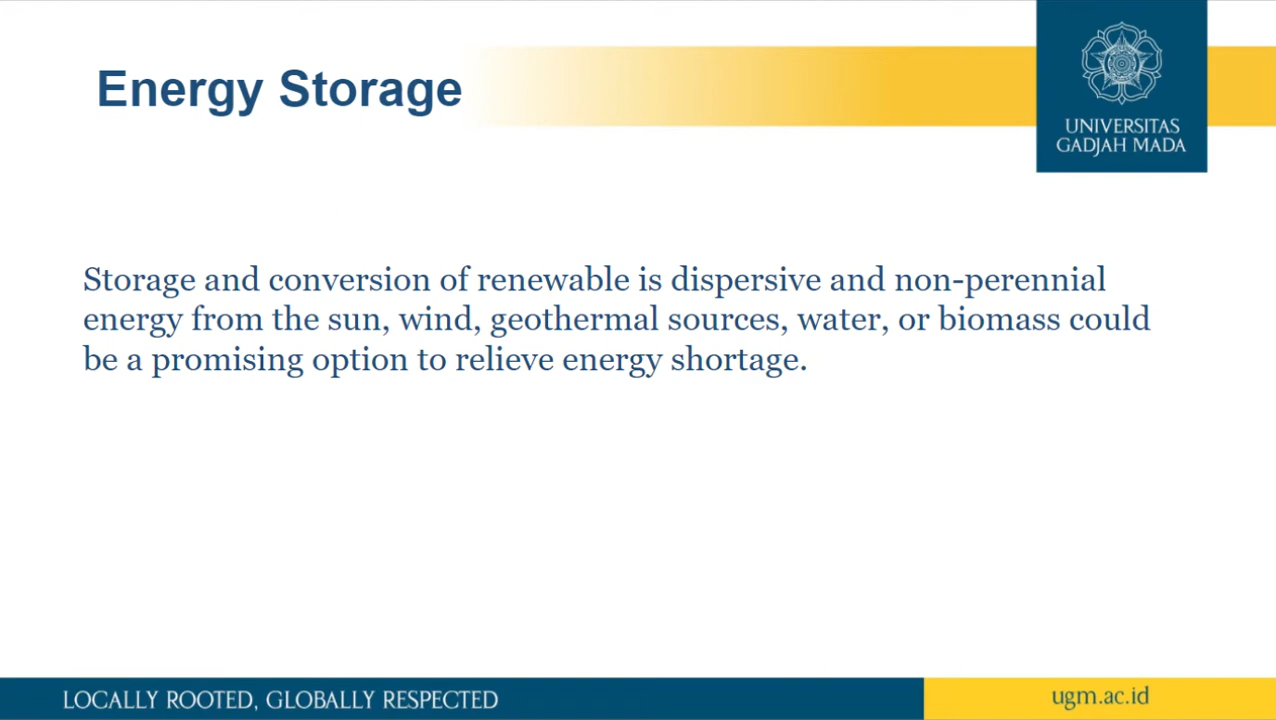 Energy Storage
UNIVERSITAS
GADJAH MADA
Storage and conversion of renewable is dispersive and non-perennial
energy from the sun, wind, geothermal sources, water, or biomass could
be a promising option to relieve energy shortage.
LOCALLY ROOTED, GLOBALLY RESPECTED
ugm.ac.id